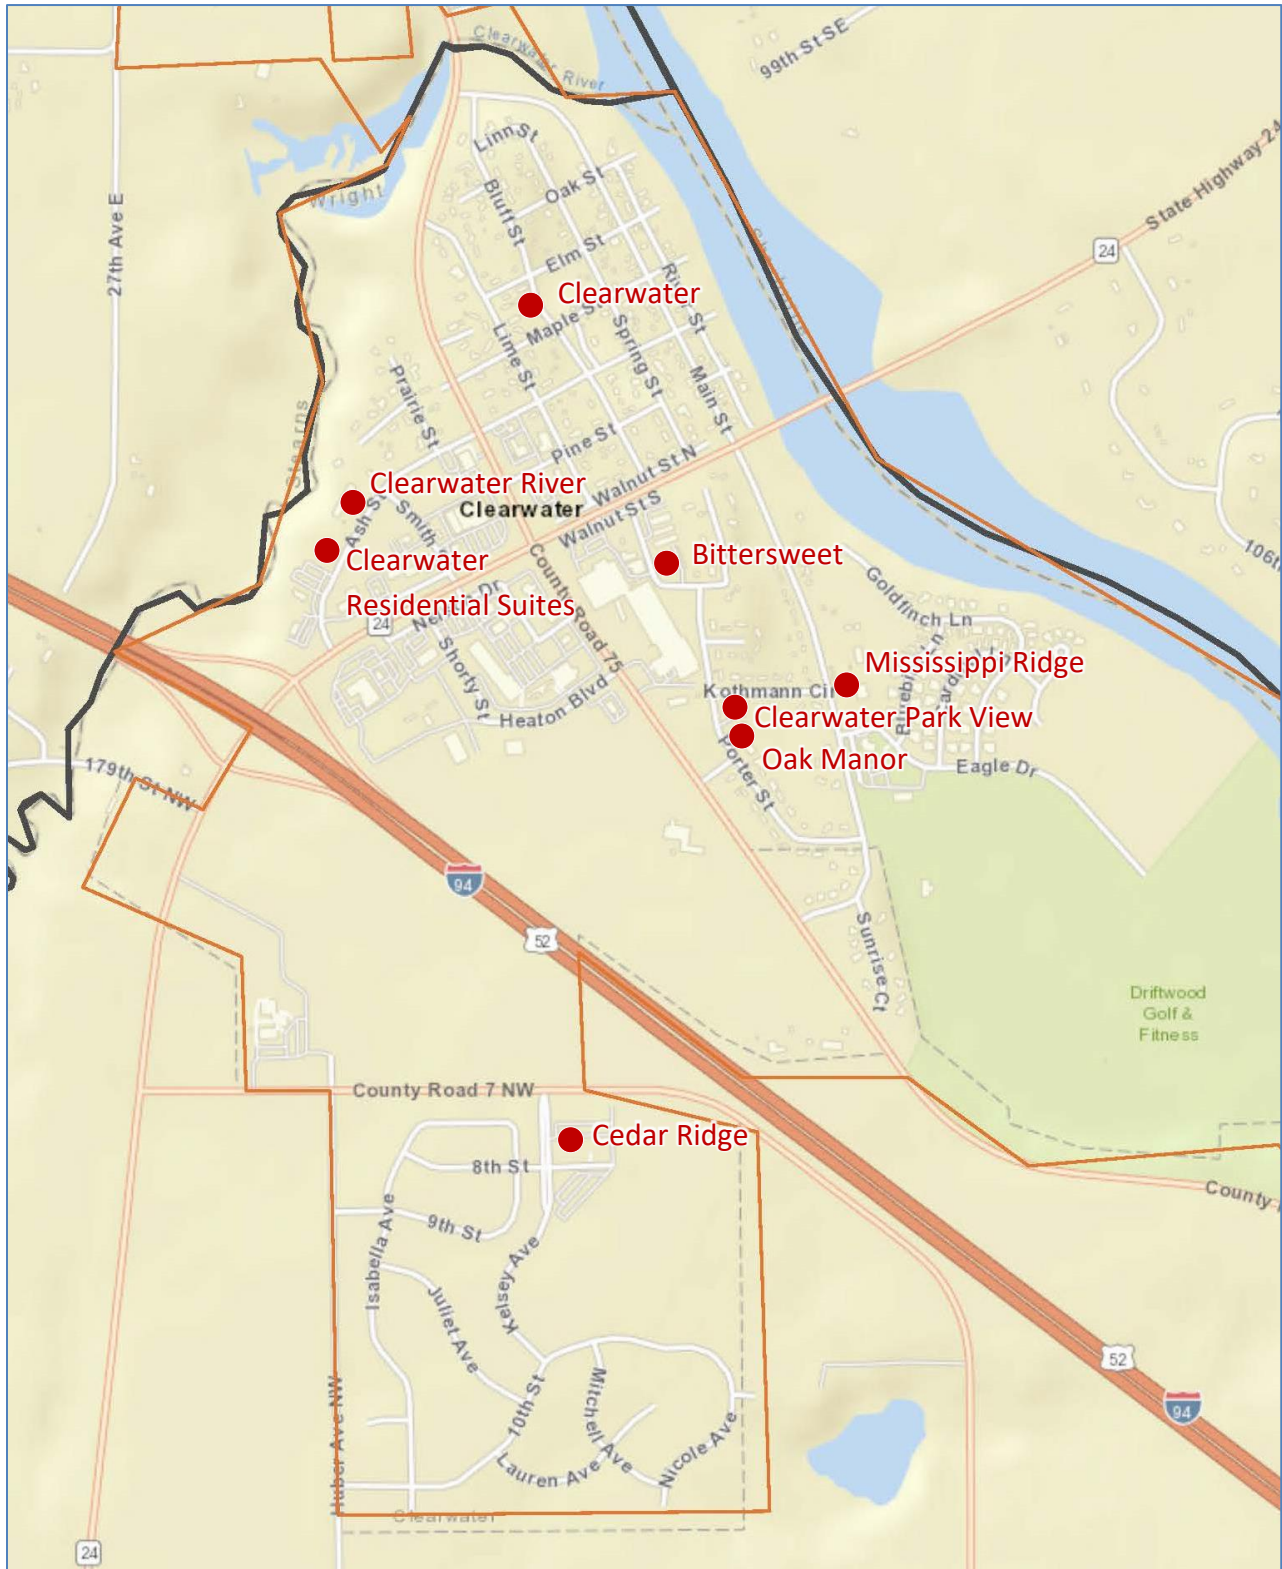 Clearwater River
99th St SE
State Highway 24
24
27th Ave E
Wright
Linn St
Bluff St
Oak St
Elm St
River St
Clearwater
Maple St
Lime St
Spring St
Main St
Prairie St
Pine St
Stearns
Walnut St N
Walnut St S
Clearwater River
Clearwater
Ash St
Smith
Clearwater
Residential Suites
Bittersweet
County Road 75
106th
Goldfinch Ln
24
Shorty St
Heaton Blvd
Kothmann Cir
Mississippi Ridge
Clearwater Park View
Oak Manor
Porter St
Eagle Dr
179th St NW
94
52
Sunrise Ct
Driftwood
Golf &
Fitness
County Road 7 NW
Cedar Ridge
8th St
9th St
Isabella Ave
Kelsey Ave
Juliet Ave
County
52
94
10th St
Mitchell Ave
Lauren Ave
Nicole Ave
Huber Ave NW
Clearwater
24